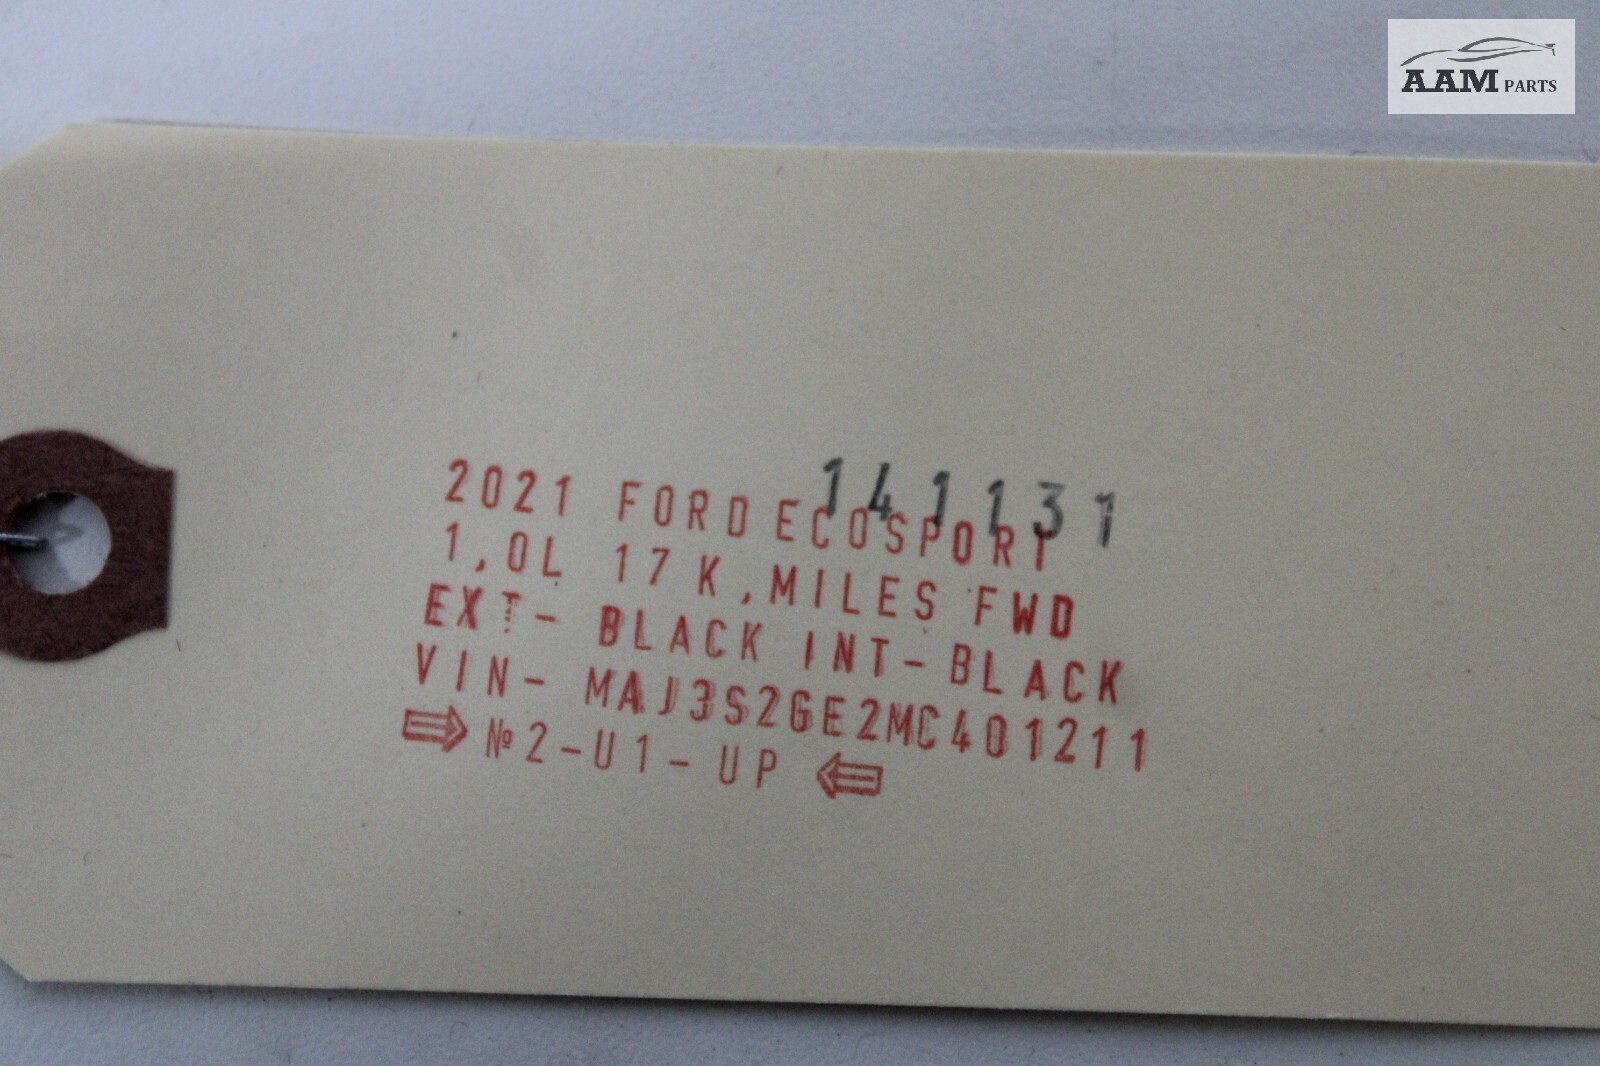 AAM PARTS
141131
2021 FORD ECOSPORT
1,0L 17 K,MILES FWD
EXT- BLACK INT-BLACK
VIN- MAJ3S2GE2MC401211
⇨ №2-U1-UP ⇦